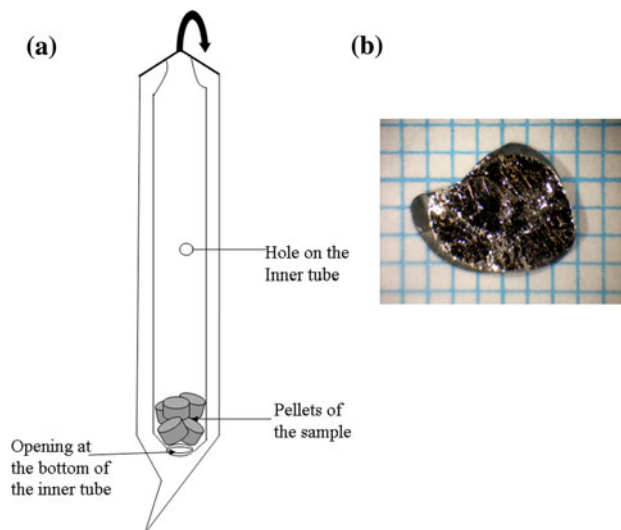 (a)
(b)
Hole on the
Inner tube
Pellets of
the sample
Opening at
the bottom of
the inner tube